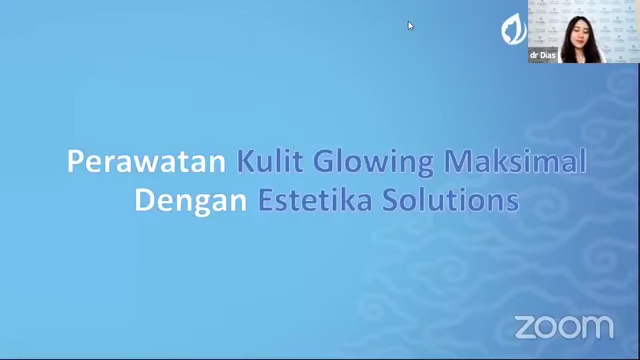 dr Dias
Perawatan Kulit Glowing Maksimal
Dengan Estetika Solutions
zoom